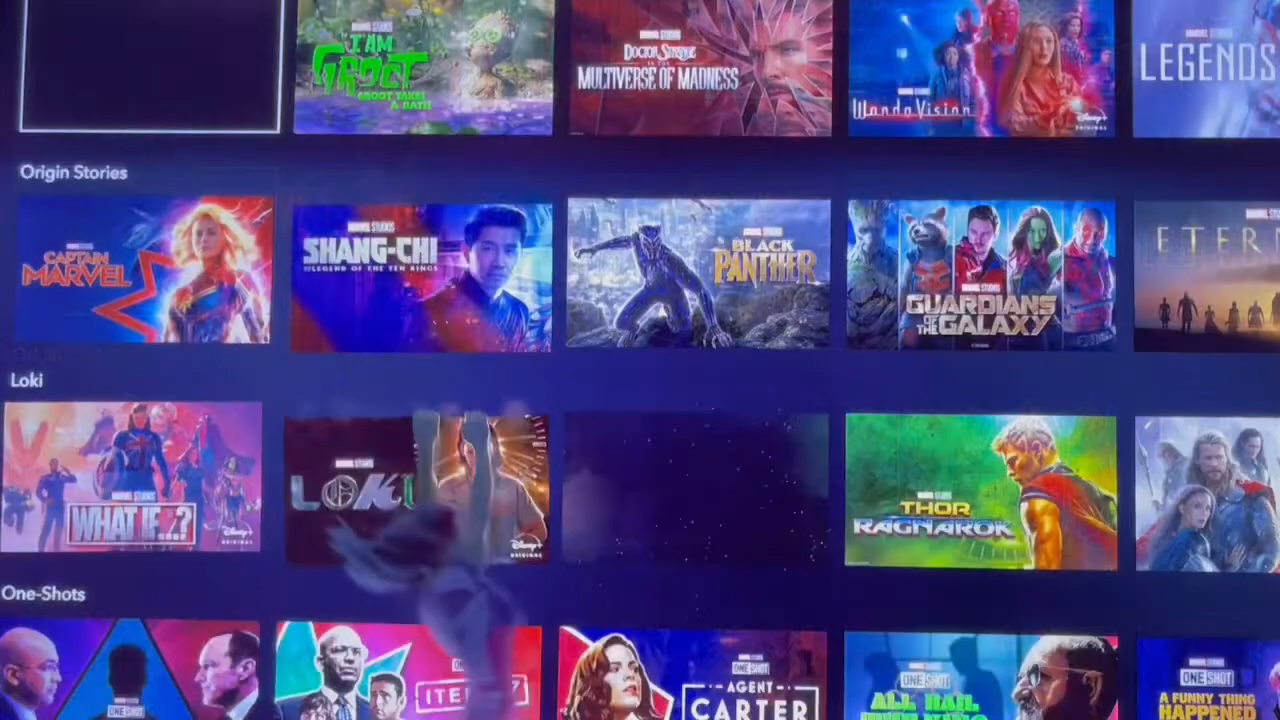 MARVEL STUDIOS
I AM
GROOT
GROOT TAKES
A BATH
MARVEL STUDIOS
DOCTOR STRANGE
IN THE
MULTIVERSE OF MADNESS
MARVEL STUDIOS
WandaVision
Disney+
ORIGINAL
MARVEL STUDIOS
LEGENDS
Origin Stories
CAPTAIN
MARVEL
MARVEL STUDIOS
SHANG-CHI
AND THE LEGEND OF THE TEN RINGS
MARVEL STUDIOS
BLACK
PANTHER
MARVEL STUDIOS
GUARDIANS
OF THE GALAXY
ETERN
Loki
MARVEL STUDIOS
WHAT IF...?
Disney+
ORIGINAL
MARVEL STUDIOS
LOKI
Disney+
ORIGINAL
MARVEL STUDIOS
THOR
RAGNAROK
One-Shots
ONE SHOT
ITE
ONE SHOT
AGENT
CARTER
ONE SHOT
ALL HAIL
THE KING
ONE SHOT
A FUNNY THING
HAPPENED